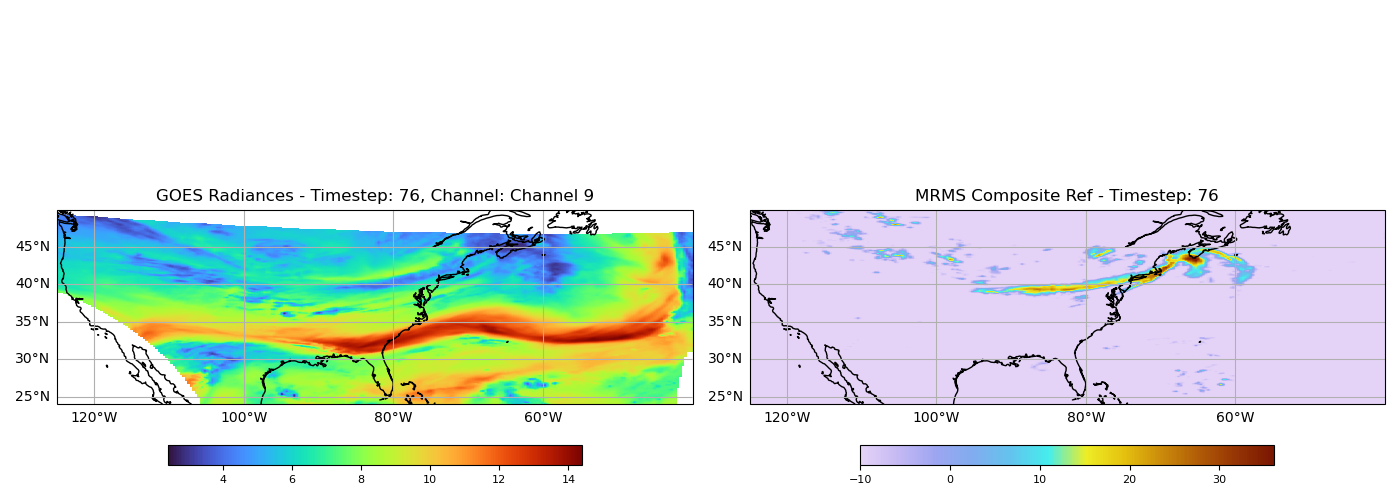 GOES Radiances - Timestep: 76, Channel: Channel 9
45°N
40°N
35°N
30°N
25°N
120°W 100°W 80°W 60°W
4 6 8 10 12 14
MRMS Composite Ref - Timestep: 76
45°N
40°N
35°N
30°N
25°N
120°W 100°W 80°W 60°W
−10 0 10 20 30